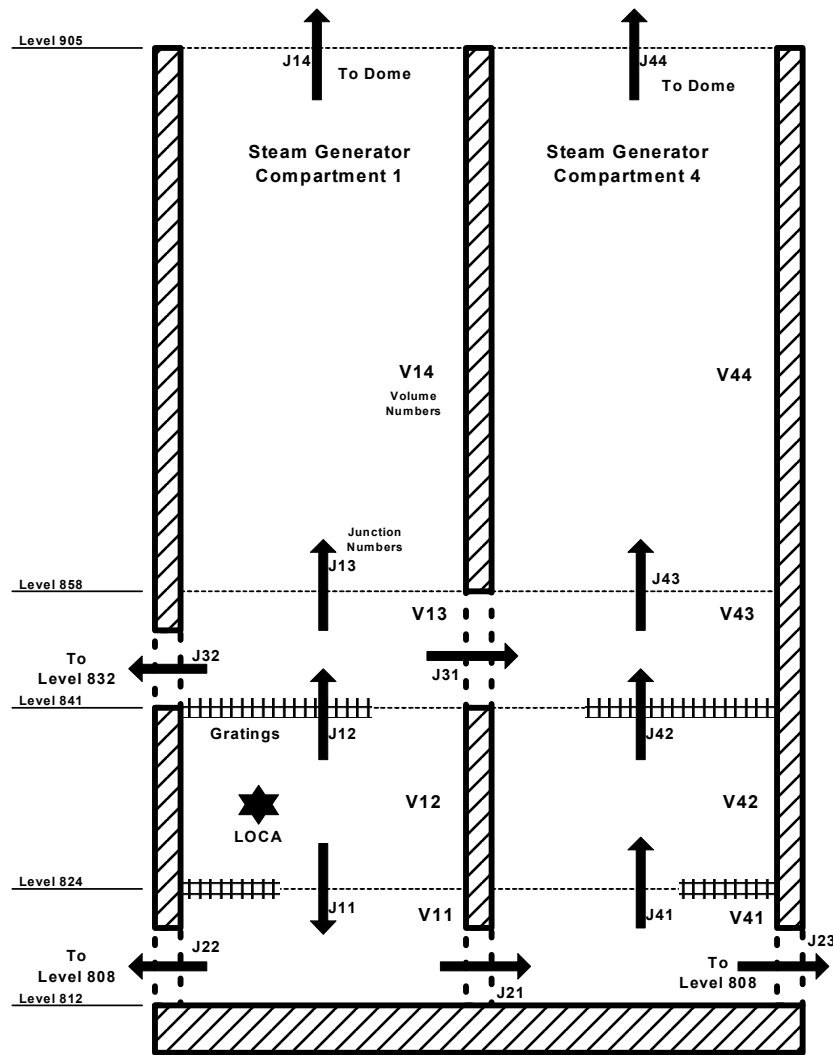 Level 905
J14
To Dome
J44
To Dome
Steam Generator
Compartment 1
Steam Generator
Compartment 4
V14
Volume
Numbers
V44
Junction
Numbers
J13
J43
Level 858
V13
V43
To
Level 832
J32
J31
Level 841
Gratings
J12
J42
LOCA
V12
V42
Level 824
J11
V11
J41
V41
J23
To
Level 808
J22
To
Level 808
J21
Level 812